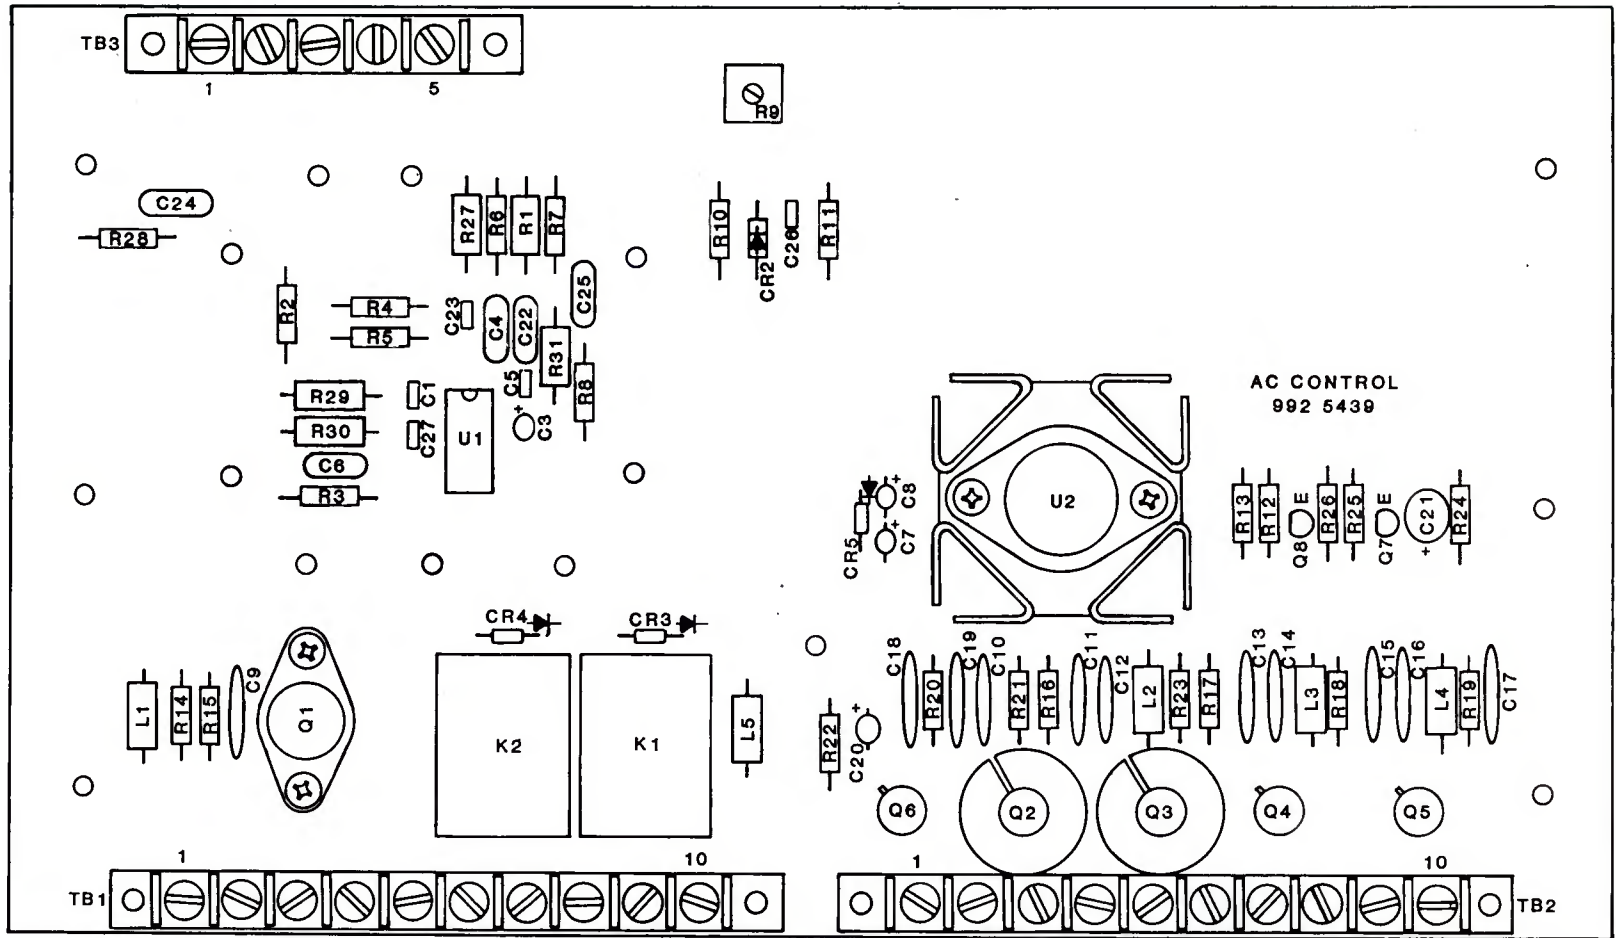 TB3
1 5
R9
C24
R28
R27 R6 R1 R7
R10 CR2 C26 R11
C25
R2 R4 C23 C4 C22
R5 R31
R8
C5
R29 C1
R30 C27 U1 C3
C6
R3
AC CONTROL
992 5439
C8
U2
CR5 C7
R13 R12 Q8 E R26 R25 Q7 E C21 + R24
CR4 CR3
C18 C19 C10 C11 C12 C13 C14 C15 C16 C17
L1 R14 R15 C9 Q1 K2 K1 L5
R20 R21 R16 L2 R23 R17 L3 R18 L4 R19
R22 C20 +
Q6 Q2 Q3 Q4 Q5
1 10 1 10
TB1 TB2